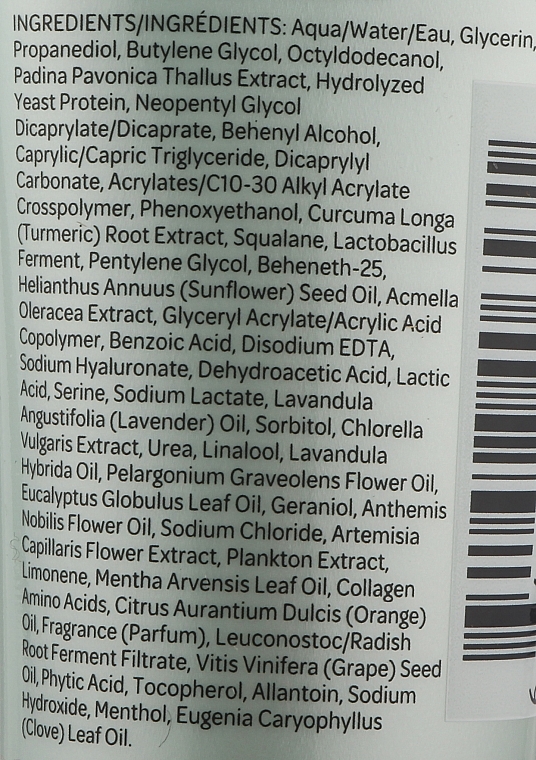 INGREDIENTS/INGRÉDIENTS: Aqua/Water/Eau, Glycerin,
Propanediol, Butylene Glycol, Octyldodecanol,
Padina Pavonica Thallus Extract, Hydrolyzed
Yeast Protein, Neopentyl Glycol
Dicaprylate/Dicaprate, Behenyl Alcohol,
Caprylic/Capric Triglyceride, Dicaprylyl
Carbonate, Acrylates/C10-30 Alkyl Acrylate
Crosspolymer, Phenoxyethanol, Curcuma Longa
(Turmeric) Root Extract, Squalane, Lactobacillus
Ferment, Pentylene Glycol, Beheneth-25,
Helianthus Annuus (Sunflower) Seed Oil, Acmella
Oleracea Extract, Glyceryl Acrylate/Acrylic Acid
Copolymer, Benzoic Acid, Disodium EDTA,
Sodium Hyaluronate, Dehydroacetic Acid, Lactic
Acid, Serine, Sodium Lactate, Lavandula
Angustifolia (Lavender) Oil, Sorbitol, Chlorella
Vulgaris Extract, Urea, Linalool, Lavandula
Hybrida Oil, Pelargonium Graveolens Flower Oil,
Eucalyptus Globulus Leaf Oil, Geraniol, Anthemis
Nobilis Flower Oil, Sodium Chloride, Artemisia
Capillaris Flower Extract, Plankton Extract,
Limonene, Mentha Arvensis Leaf Oil, Collagen
Amino Acids, Citrus Aurantium Dulcis (Orange)
Oil, Fragrance (Parfum), Leuconostoc/Radish
Root Ferment Filtrate, Vitis Vinifera (Grape) Seed
Oil, Phytic Acid, Tocopherol, Allantoin, Sodium
Hydroxide, Menthol, Eugenia Caryophyllus
(Clove) Leaf Oil.